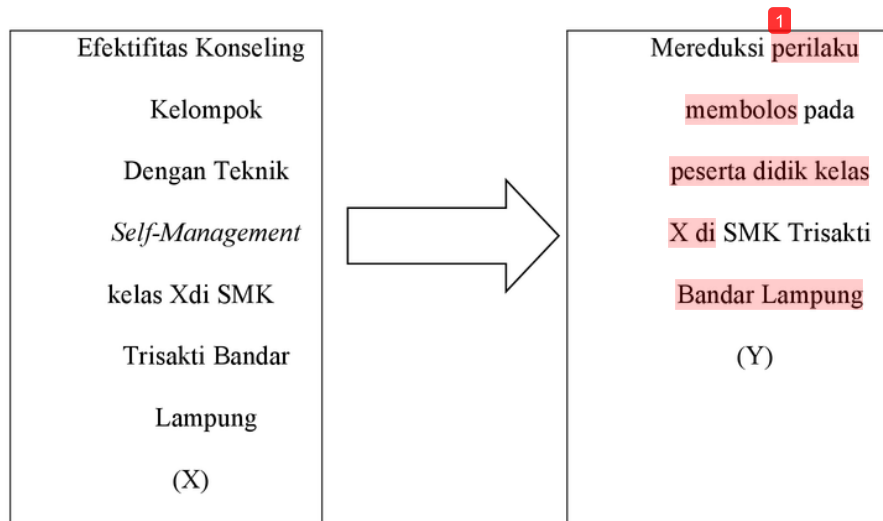 Efektifitas Konseling
Kelompok
Dengan Teknik
Self-Management
kelas Xdi SMK
Trisakti Bandar
Lampung
(X)
1
Mereduksi perilaku
membolos pada
peserta didik kelas
X di SMK Trisakti
Bandar Lampung
(Y)